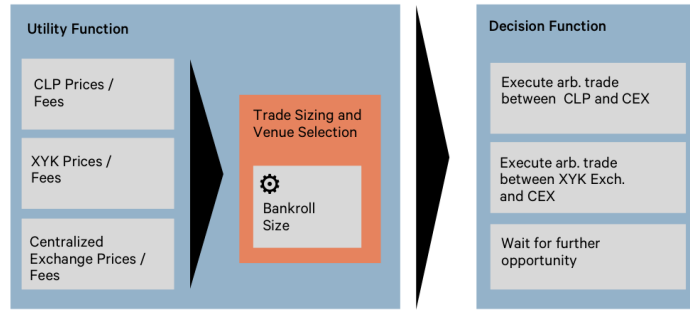 Utility Function
CLP Prices /
Fees
XYK Prices /
Fees
Centralized
Exchange Prices /
Fees
Trade Sizing and
Venue Selection
Bankroll
Size
Decision Function
Execute arb. trade
between CLP and CEX
Execute arb. trade
between XYK Exch.
and CEX
Wait for further
opportunity